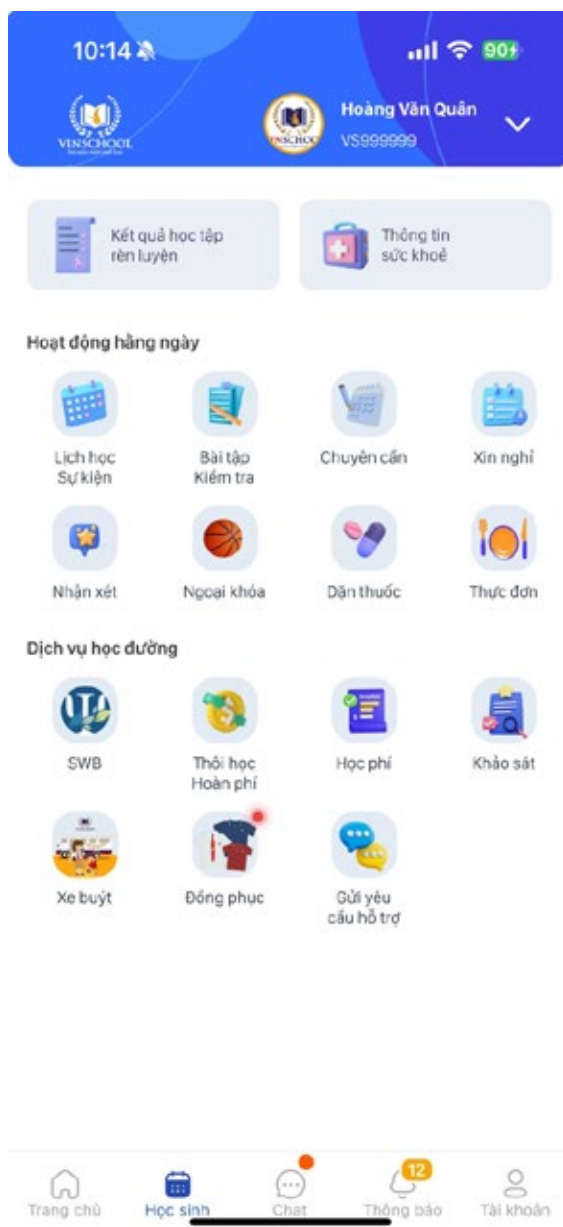 10:14
90
VINSCHOOL
Hoàng Văn Quân
VS999999
Kết quả học tập
rèn luyện
Thông tin
sức khoẻ
Hoạt động hằng ngày
Lịch học
Sự kiện
Bài tập
Kiểm tra
Chuyên cần
Xin nghỉ
Nhận xét
Ngoại khóa
Dặn thuốc
Thực đơn
Dịch vụ học đường
SWB
Thôi học
Hoàn phí
Học phí
Khảo sát
Xe buýt
Đồng phục
Gửi yêu
cầu hỗ trợ
12
Trang chủ
Học sinh
Chat
Thông báo
Tài khoản